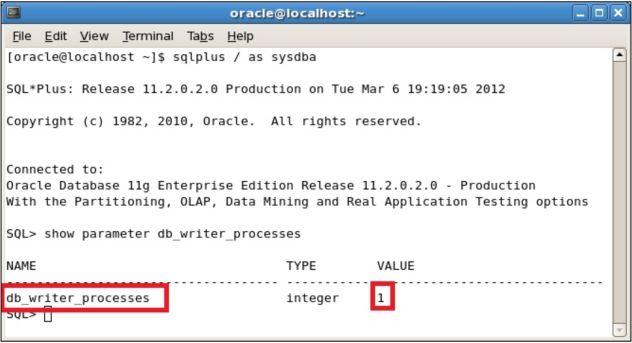 oracle@localhost:~
File Edit View Terminal Tabs Help
[oracle@localhost ~]$ sqlplus / as sysdba
SQL*Plus: Release 11.2.0.2.0 Production on Tue Mar 6 19:19:05 2012
Copyright (c) 1982, 2010, Oracle.  All rights reserved.
Connected to:
Oracle Database 11g Enterprise Edition Release 11.2.0.2.0 - Production
With the Partitioning, OLAP, Data Mining and Real Application Testing options
SQL> show parameter db_writer_processes
NAME                                 TYPE        VALUE
------------------------------------ ----------- ------------------------------
db_writer_processes                  integer     1
SQL>